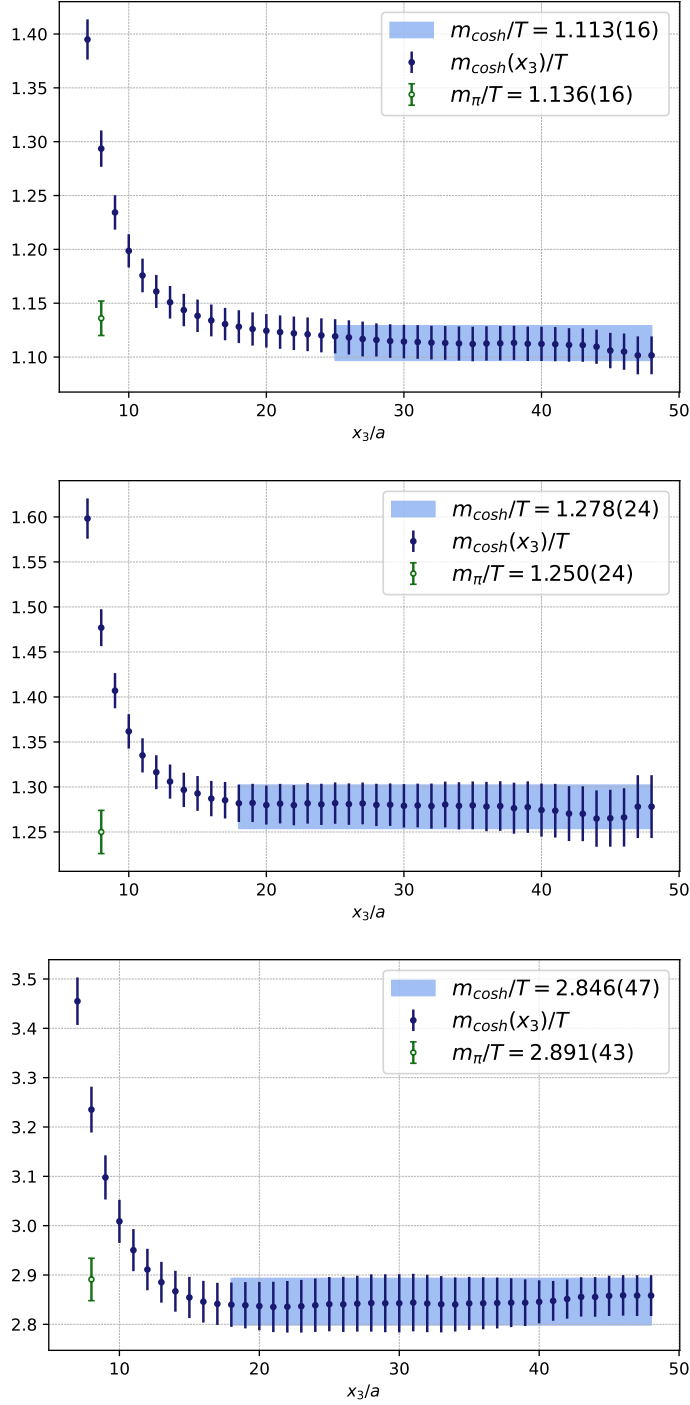 1.40
1.35
1.30
1.25
1.20
1.15
1.10
m_cosh/T = 1.113(16)
m_cosh(x_3)/T
m_π/T = 1.136(16)
10 20 30 40 50
x_3/a
1.60
1.55
1.50
1.45
1.40
1.35
1.30
1.25
m_cosh/T = 1.278(24)
m_cosh(x_3)/T
m_π/T = 1.250(24)
10 20 30 40 50
x_3/a
3.5
3.4
3.3
3.2
3.1
3.0
2.9
2.8
m_cosh/T = 2.846(47)
m_cosh(x_3)/T
m_π/T = 2.891(43)
10 20 30 40 50
x_3/a